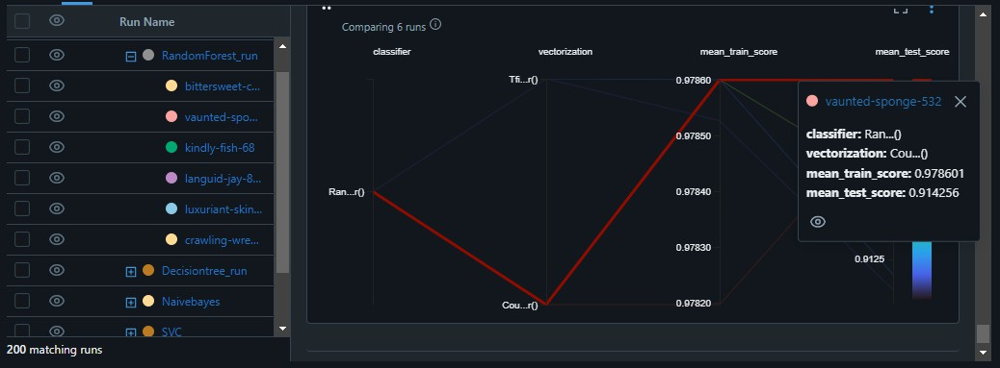 Run Name
RandomForest_run
bittersweet-c...
vaunted-spo...
kindly-fish-68
languid-jay-8...
luxuriant-skin...
crawling-wre...
Decisiontree_run
Naivebayes
SVC
200 matching runs
Comparing 6 runs
classifier
vectorization
mean_train_score
mean_test_score
Ran...r()
Tfi...r()
Cou...r()
0.97860
0.97850
0.97840
0.97830
0.97820
0.9125
vaunted-sponge-532
classifier: Ran...()
vectorization: Cou...()
mean_train_score: 0.978601
mean_test_score: 0.914256